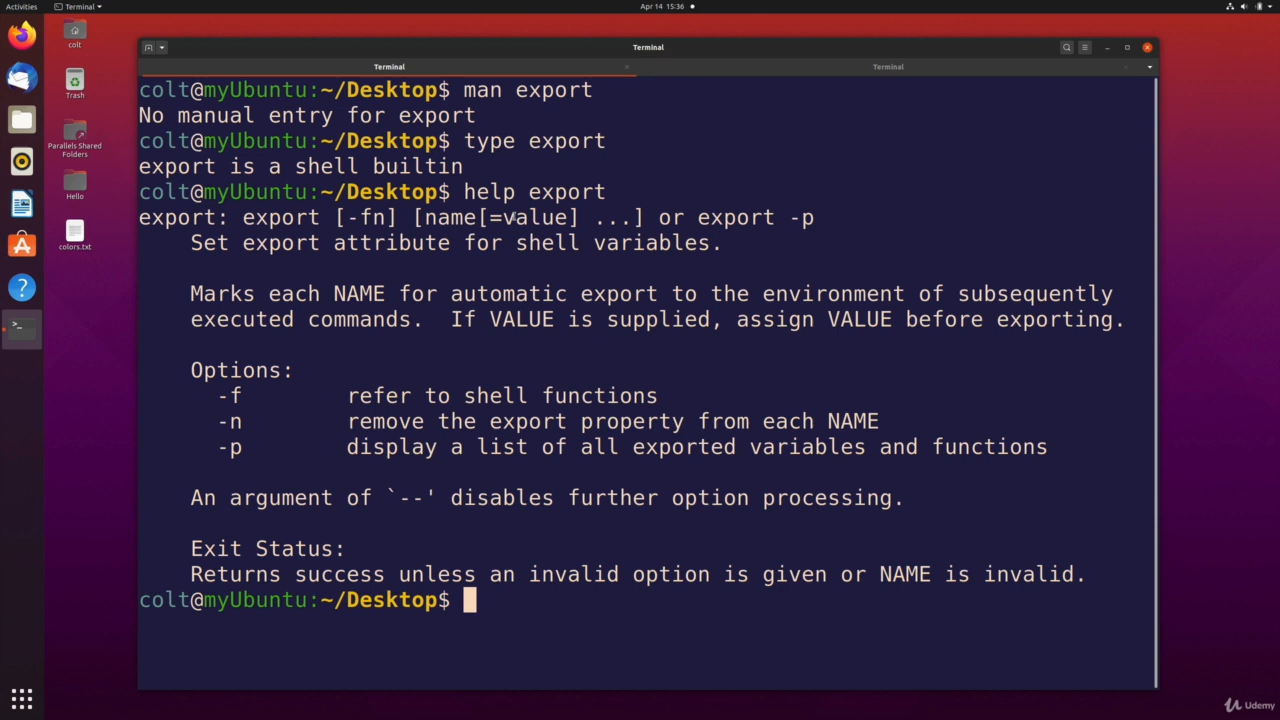 Activities
Terminal
Apr 14 15:36
colt
Trash
Parallels Shared
Folders
Hello
colors.txt
Terminal
Terminal
Terminal
colt@myUbuntu:~/Desktop$ man export
No manual entry for export
colt@myUbuntu:~/Desktop$ type export
export is a shell builtin
colt@myUbuntu:~/Desktop$ help export
export: export [-fn] [name[=value] ...] or export -p
Set export attribute for shell variables.
Marks each NAME for automatic export to the environment of subsequently
executed commands.  If VALUE is supplied, assign VALUE before exporting.
Options:
-f        refer to shell functions
-n        remove the export property from each NAME
-p        display a list of all exported variables and functions
An argument of `--' disables further option processing.
Exit Status:
Returns success unless an invalid option is given or NAME is invalid.
colt@myUbuntu:~/Desktop$
Udemy